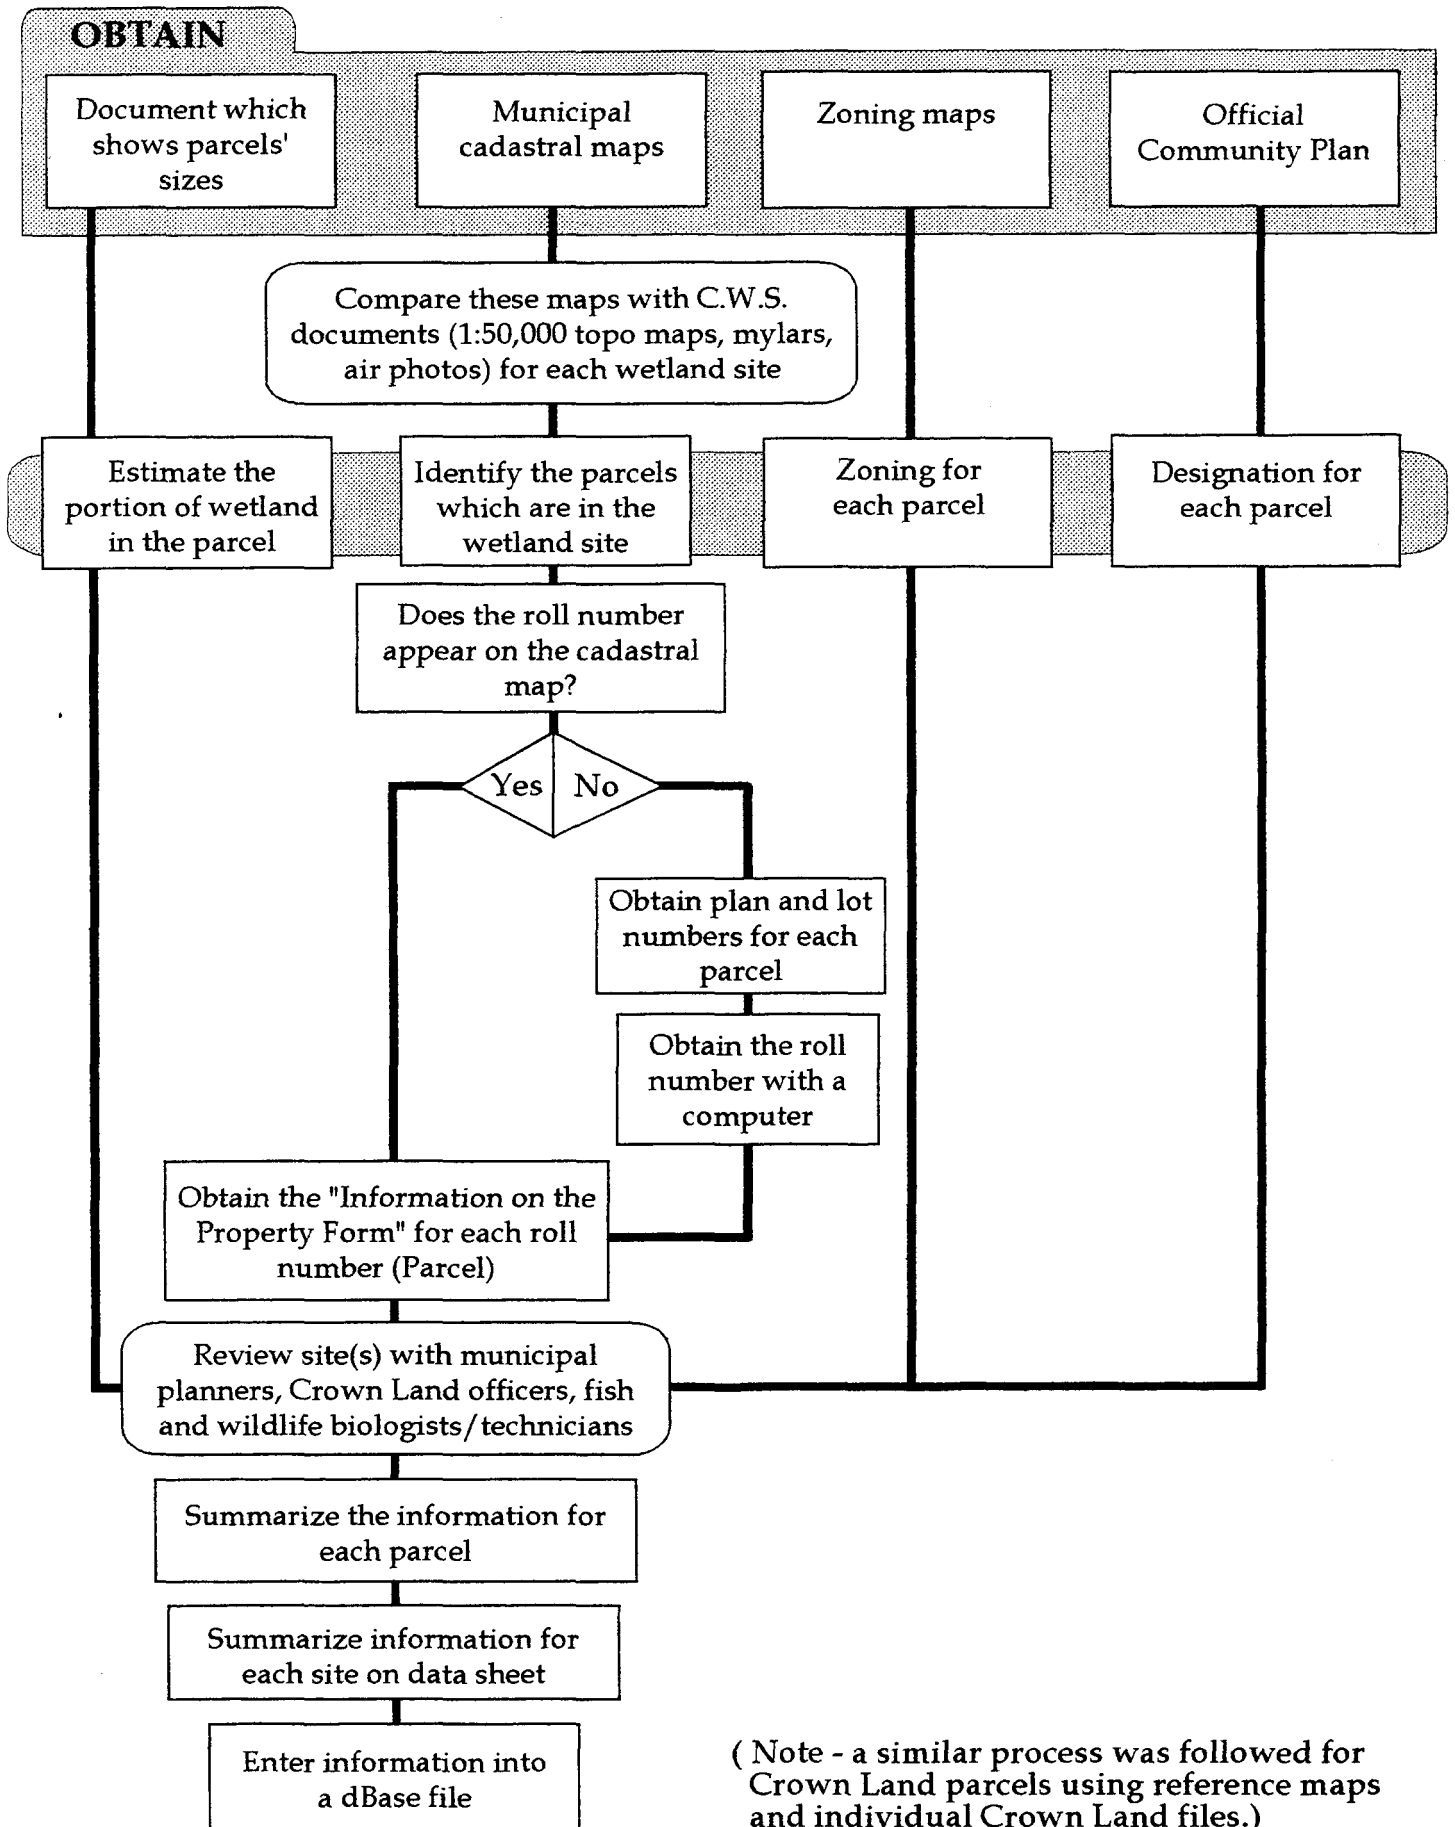 OBTAIN
Document which
shows parcels'
sizes
Municipal
cadastral maps
Zoning maps
Official
Community Plan
Compare these maps with C.W.S.
documents (1:50,000 topo maps, mylars,
air photos) for each wetland site
Estimate the
portion of wetland
in the parcel
Identify the parcels
which are in the
wetland site
Zoning for
each parcel
Designation for
each parcel
Does the roll number
appear on the cadastral
map?
Yes
No
Obtain plan and lot
numbers for each
parcel
Obtain the roll
number with a
computer
Obtain the "Information on the
Property Form" for each roll
number (Parcel)
Review site(s) with municipal
planners, Crown Land officers, fish
and wildlife biologists/technicians
Summarize the information for
each parcel
Summarize information for
each site on data sheet
Enter information into
a dBase file
( Note - a similar process was followed for
Crown Land parcels using reference maps
and individual Crown Land files.)